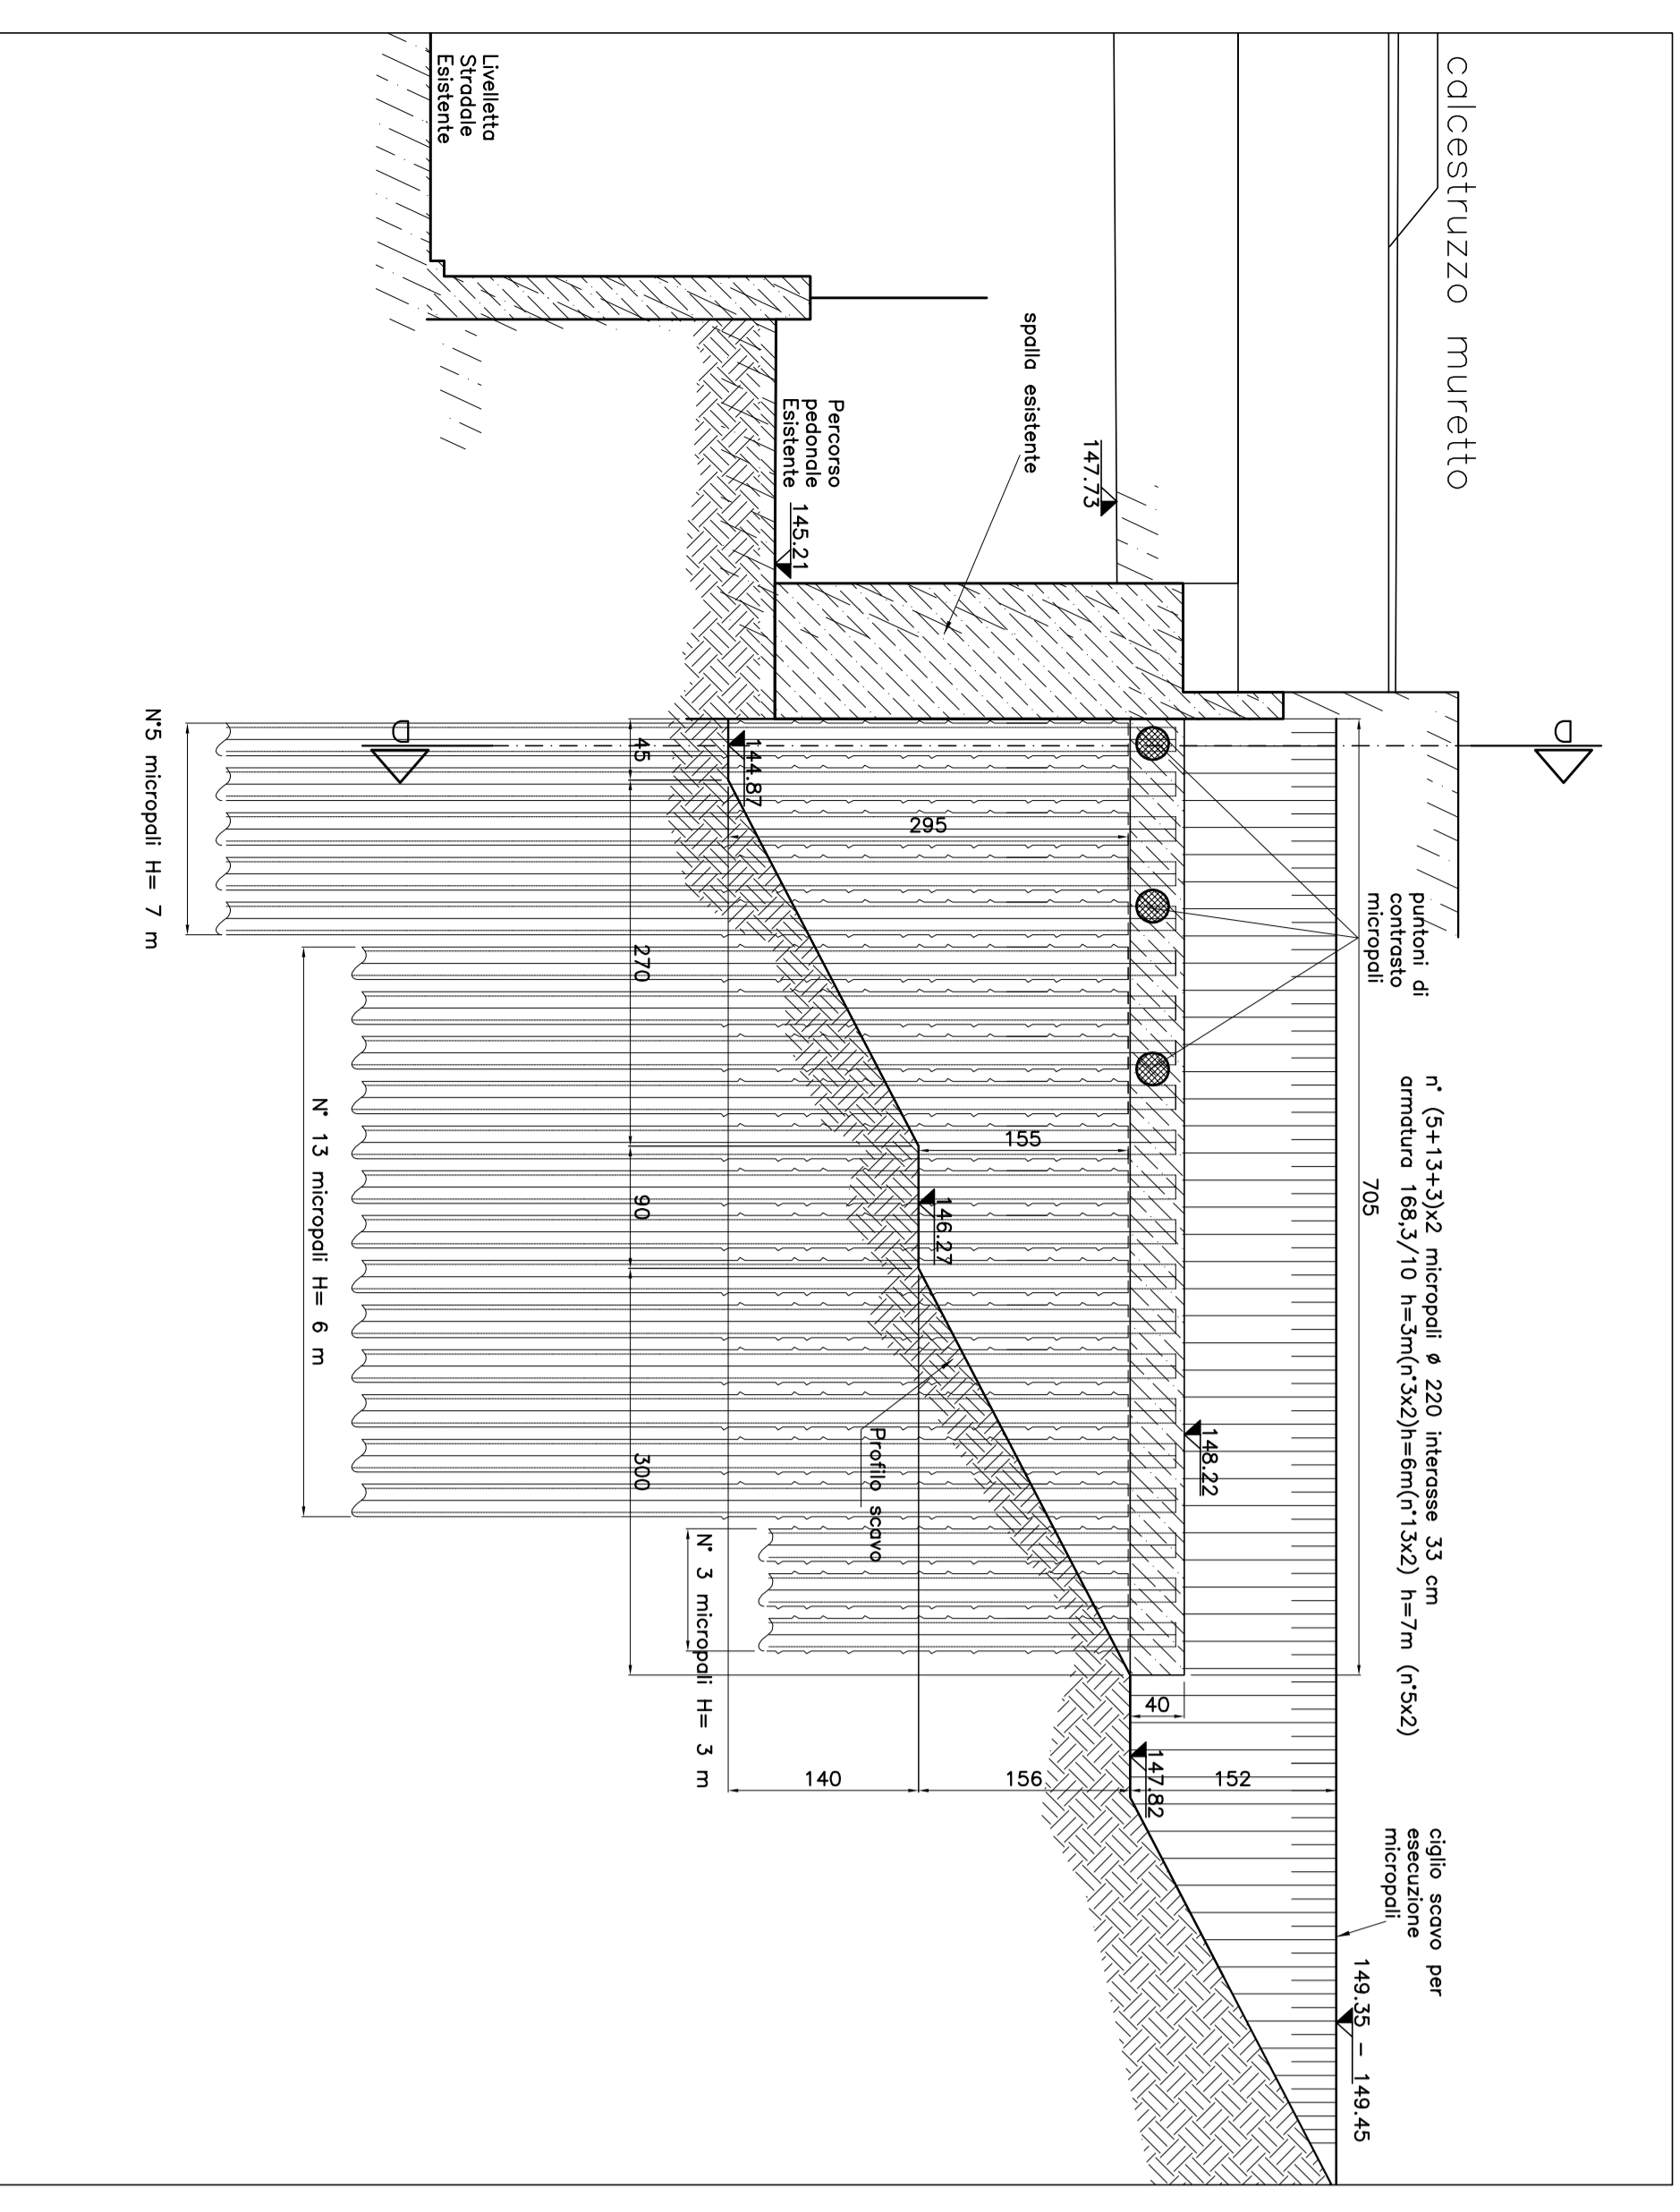 calcestruzzo muretto
D
puntoni di
contrasto
micropali
n° (5+13+3)x2 micropali ø 220 interasse 33 cm
armatura 168,3/10 h=3m(n°3x2)h=6m(n°13x2) h=7m (n°5x2)
705
ciglio scavo per
esecuzione
micropali
149.35 - 149.45
147.73
148.22
40
147.82
152
spalla esistente
295
155
146.27
156
140
Percorso
pedonale
Esistente
145.21
144.87
Profilo scavo
45
270
90
300
N° 3 micropali H= 3 m
Livelletta
Stradale
Esistente
D
N° 13 micropali H= 6 m
N°5 micropali H= 7 m